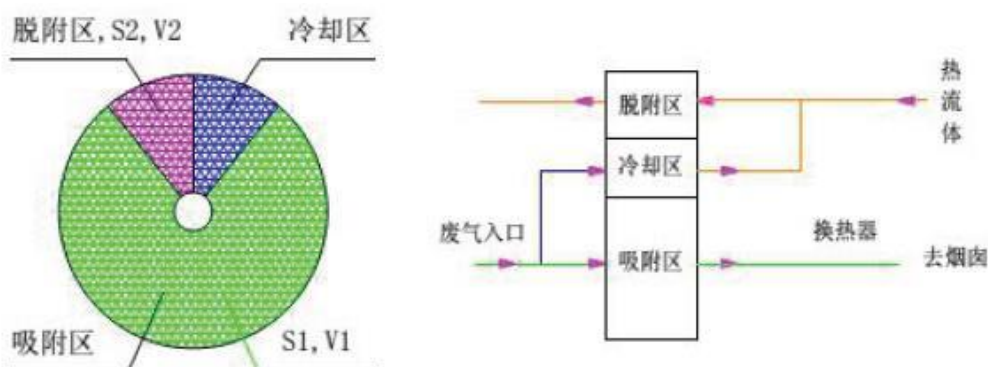 脱附区,S2,V2
冷却区
吸附区
S1,V1
脱附区
冷却区
吸附区
废气入口
热
流
体
换热器
去烟囱